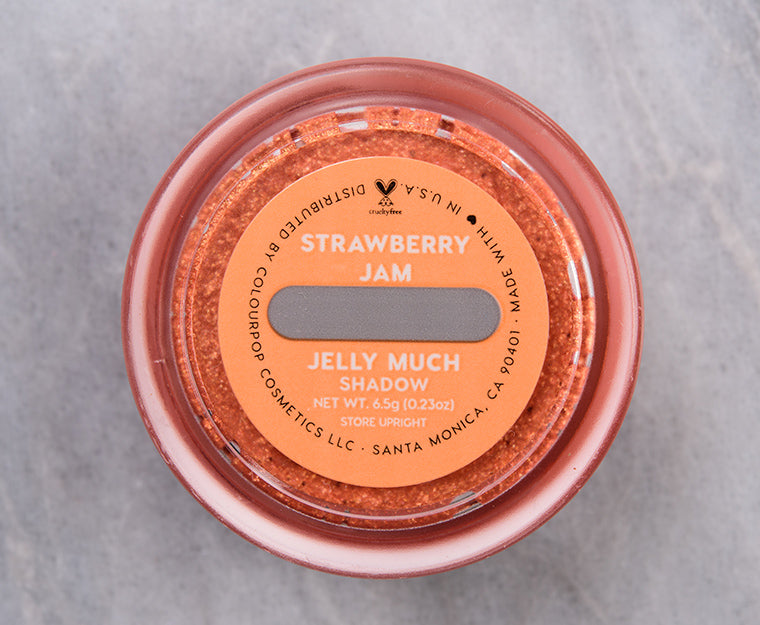 crueltyfree
STRAWBERRY
JAM
JELLY MUCH
SHADOW
NET WT. 6.5g (0.23oz)
STORE UPRIGHT
MADE WITH ♥ IN U.S.A. DISTRIBUTED BY COLOURPOP COSMETICS LLC · SANTA MONICA, CA 90401 ·